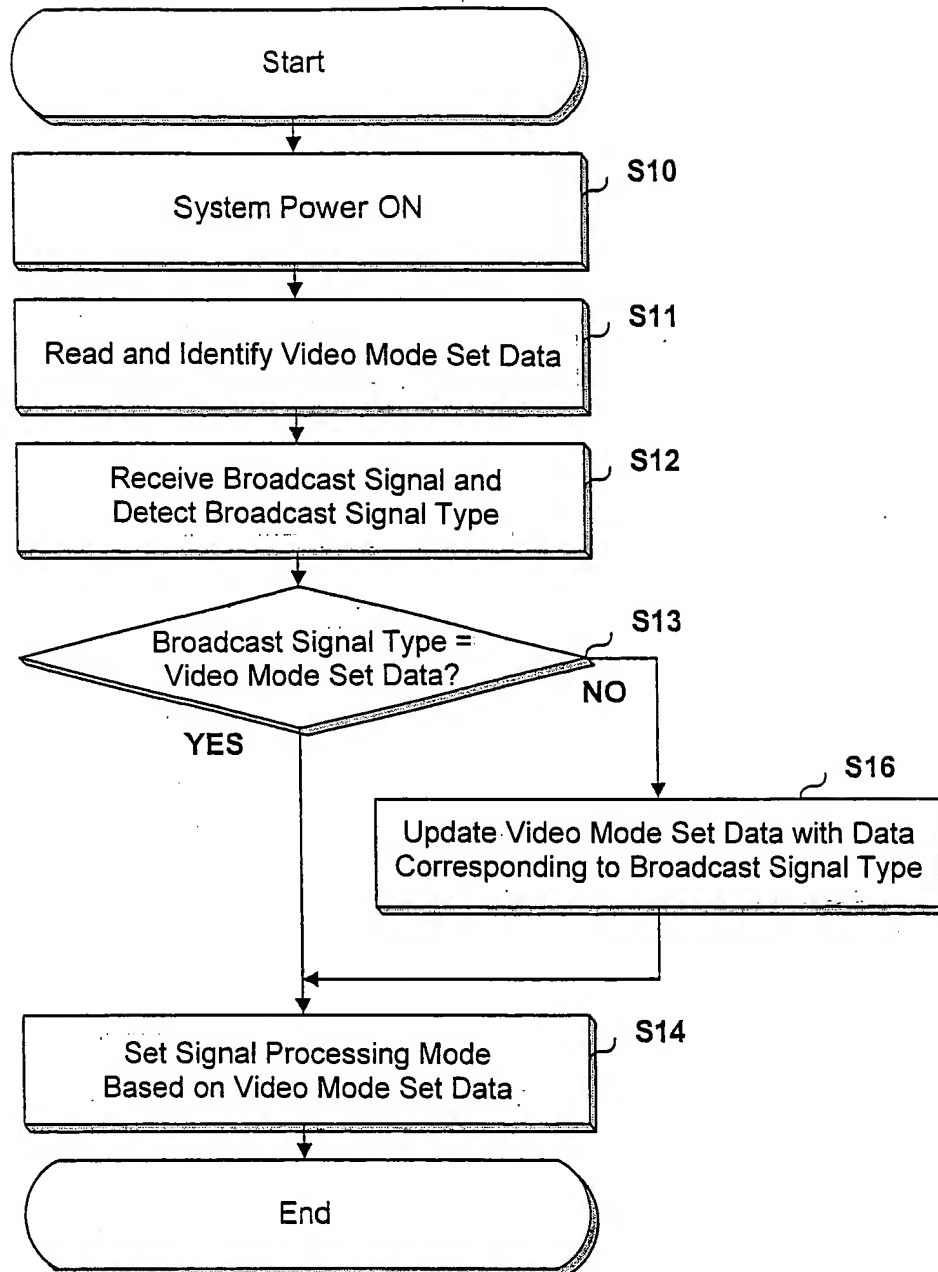 Start
S10
System Power ON
S11
Read and Identify Video Mode Set Data
S12
Receive Broadcast Signal and
Detect Broadcast Signal Type
S13
Broadcast Signal Type =
Video Mode Set Data?
NO
YES
S16
Update Video Mode Set Data with Data
Corresponding to Broadcast Signal Type
S14
Set Signal Processing Mode
Based on Video Mode Set Data
End